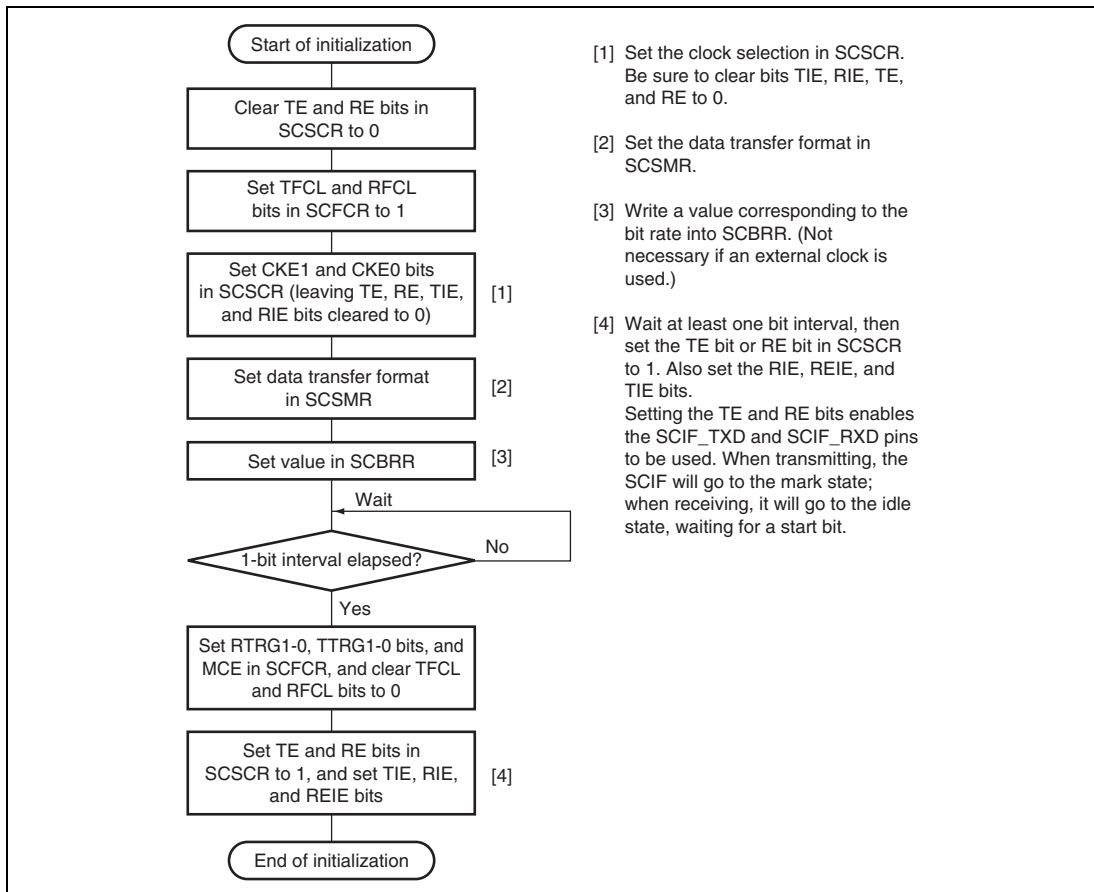 Start of initialization
Clear TE and RE bits in
SCSCR to 0
Set TFCL and RFCL
bits in SCFCR to 1
Set CKE1 and CKE0 bits
in SCSCR (leaving TE, RE, TIE,
and RIE bits cleared to 0)
[1]
Set data transfer format
in SCSMR
[2]
Set value in SCBRR
[3]
Wait
1-bit interval elapsed?
No
Yes
Set RTRG1-0, TTRG1-0 bits, and
MCE in SCFCR, and clear TFCL
and RFCL bits to 0
Set TE and RE bits in
SCSCR to 1, and set TIE, RIE,
and REIE bits
[4]
End of initialization
[1] Set the clock selection in SCSCR.
Be sure to clear bits TIE, RIE, TE,
and RE to 0.
[2] Set the data transfer format in
SCSMR.
[3] Write a value corresponding to the
bit rate into SCBRR. (Not
necessary if an external clock is
used.)
[4] Wait at least one bit interval, then
set the TE bit or RE bit in SCSCR
to 1. Also set the RIE, REIE, and
TIE bits.
Setting the TE and RE bits enables
the SCIF_TXD and SCIF_RXD pins
to be used. When transmitting, the
SCIF will go to the mark state;
when receiving, it will go to the idle
state, waiting for a start bit.